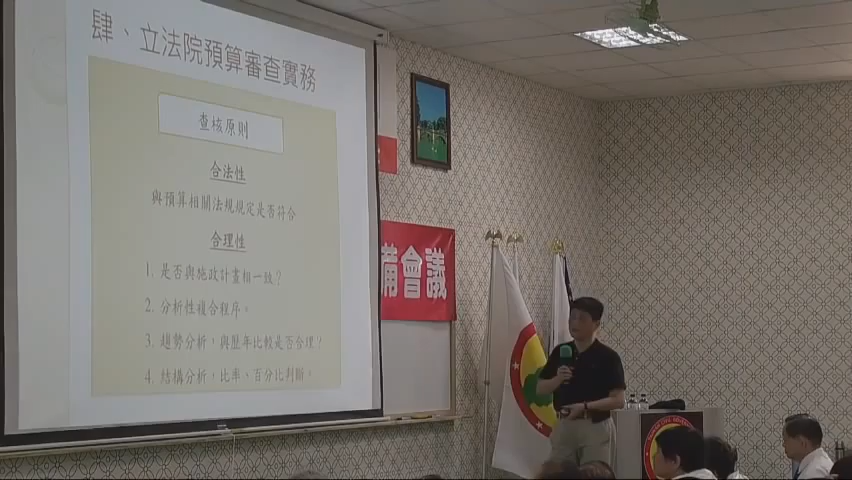 肆、立法院預算審查實務
查核原則
合法性
與預算相關法規規定是否符合
合理性
1. 是否與施政計畫相一致?
2. 分析性複合程序。
3. 趨勢分析，與歷年比較是否合理?
4. 結構分析，比率、百分比判斷。
備會議